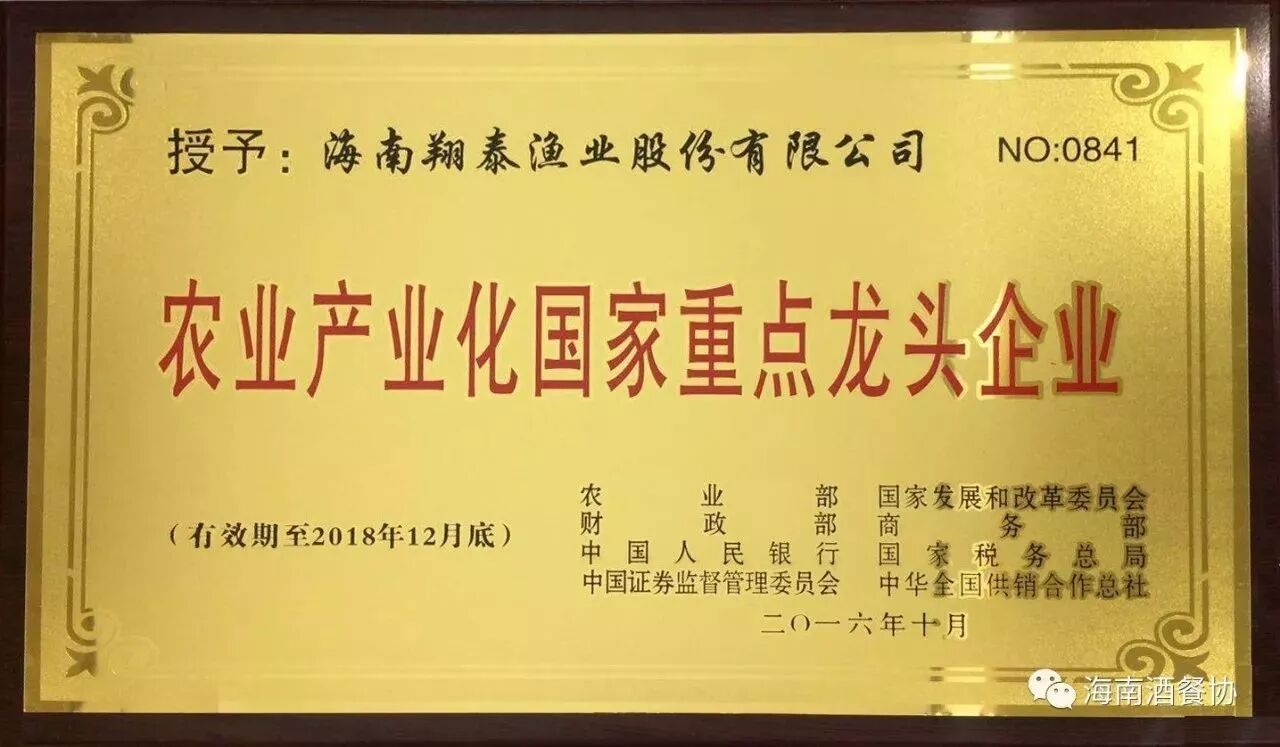 授予：海南翔泰渔业股份有限公司 NO:0841
农业产业化国家重点龙头企业
农业部 国家发展和改革委员会
财政部 商务部
（有效期至2018年12月底）
中国人民银行 国家税务总局
中国证券监督管理委员会 中华全国供销合作总社
二〇一六年十月
海南酒餐协